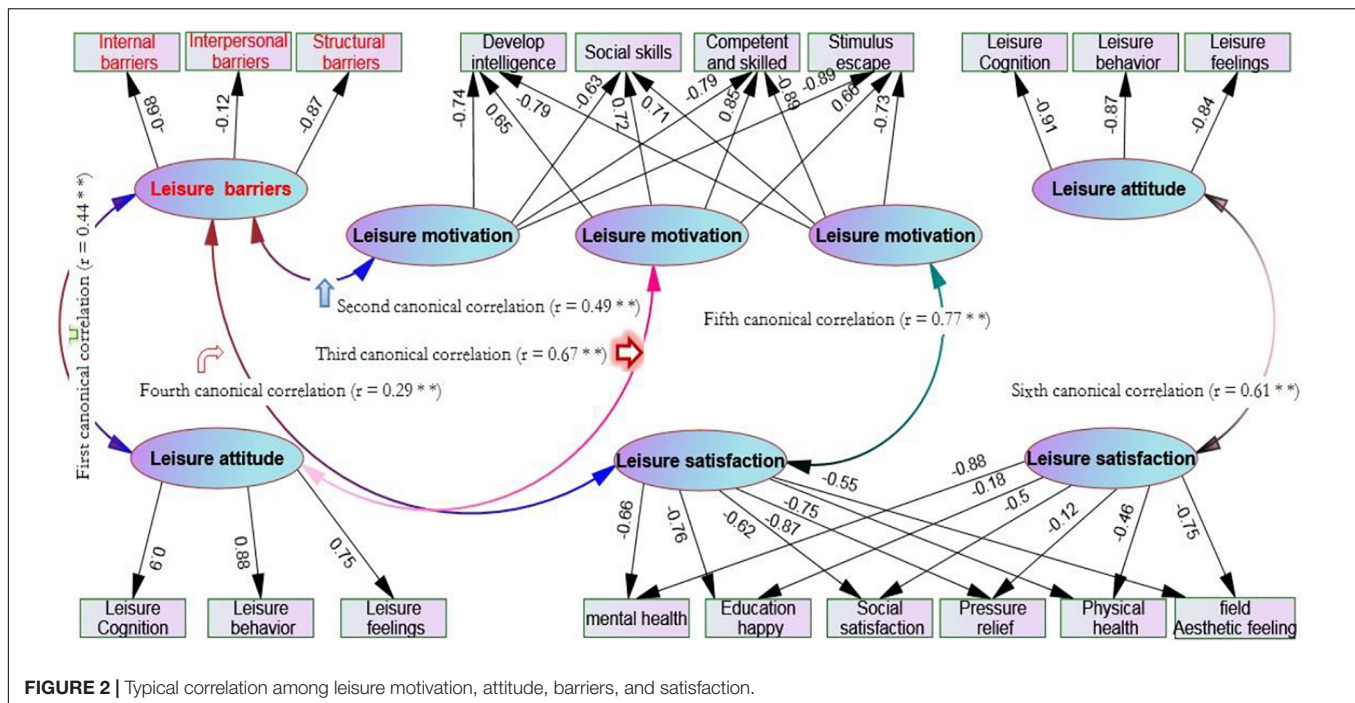 Internal
barriers
Interpersonal
barriers
Structural
barriers
Develop
intelligence
Social skills
Competent
and skilled
Stimulus
escape
Leisure
Cognition
Leisure
behavior
Leisure
feelings
-0.68
-0.12
-0.87
-0.74
0.65
-0.79
-0.63
0.72
0.71
-0.79
0.85
-0.89
-0.89
0.66
-0.73
-0.91
-0.87
-0.84
Leisure barriers
Leisure attitude
Leisure motivation
Leisure motivation
Leisure motivation
First canonical correlation (r = 0.44 * *)
Second canonical correlation (r = 0.49 * *)
Third canonical correlation (r = 0.67 * *)
Fourth canonical correlation (r = 0.29 * *)
Fifth canonical correlation (r = 0.77 * *)
Sixth canonical correlation (r = 0.61 * *)
Leisure attitude
Leisure satisfaction
Leisure satisfaction
0.9
0.88
0.75
-0.66
-0.76
-0.62
-0.87
-0.75
-0.55
-0.88
-0.18
-0.5
-0.12
-0.46
-0.75
Leisure
Cognition
Leisure
behavior
Leisure
feelings
mental health
Education
happy
Social
satisfaction
Pressure
relief
Physical
health
field
Aesthetic feeling
FIGURE 2 | Typical correlation among leisure motivation, attitude, barriers, and satisfaction.